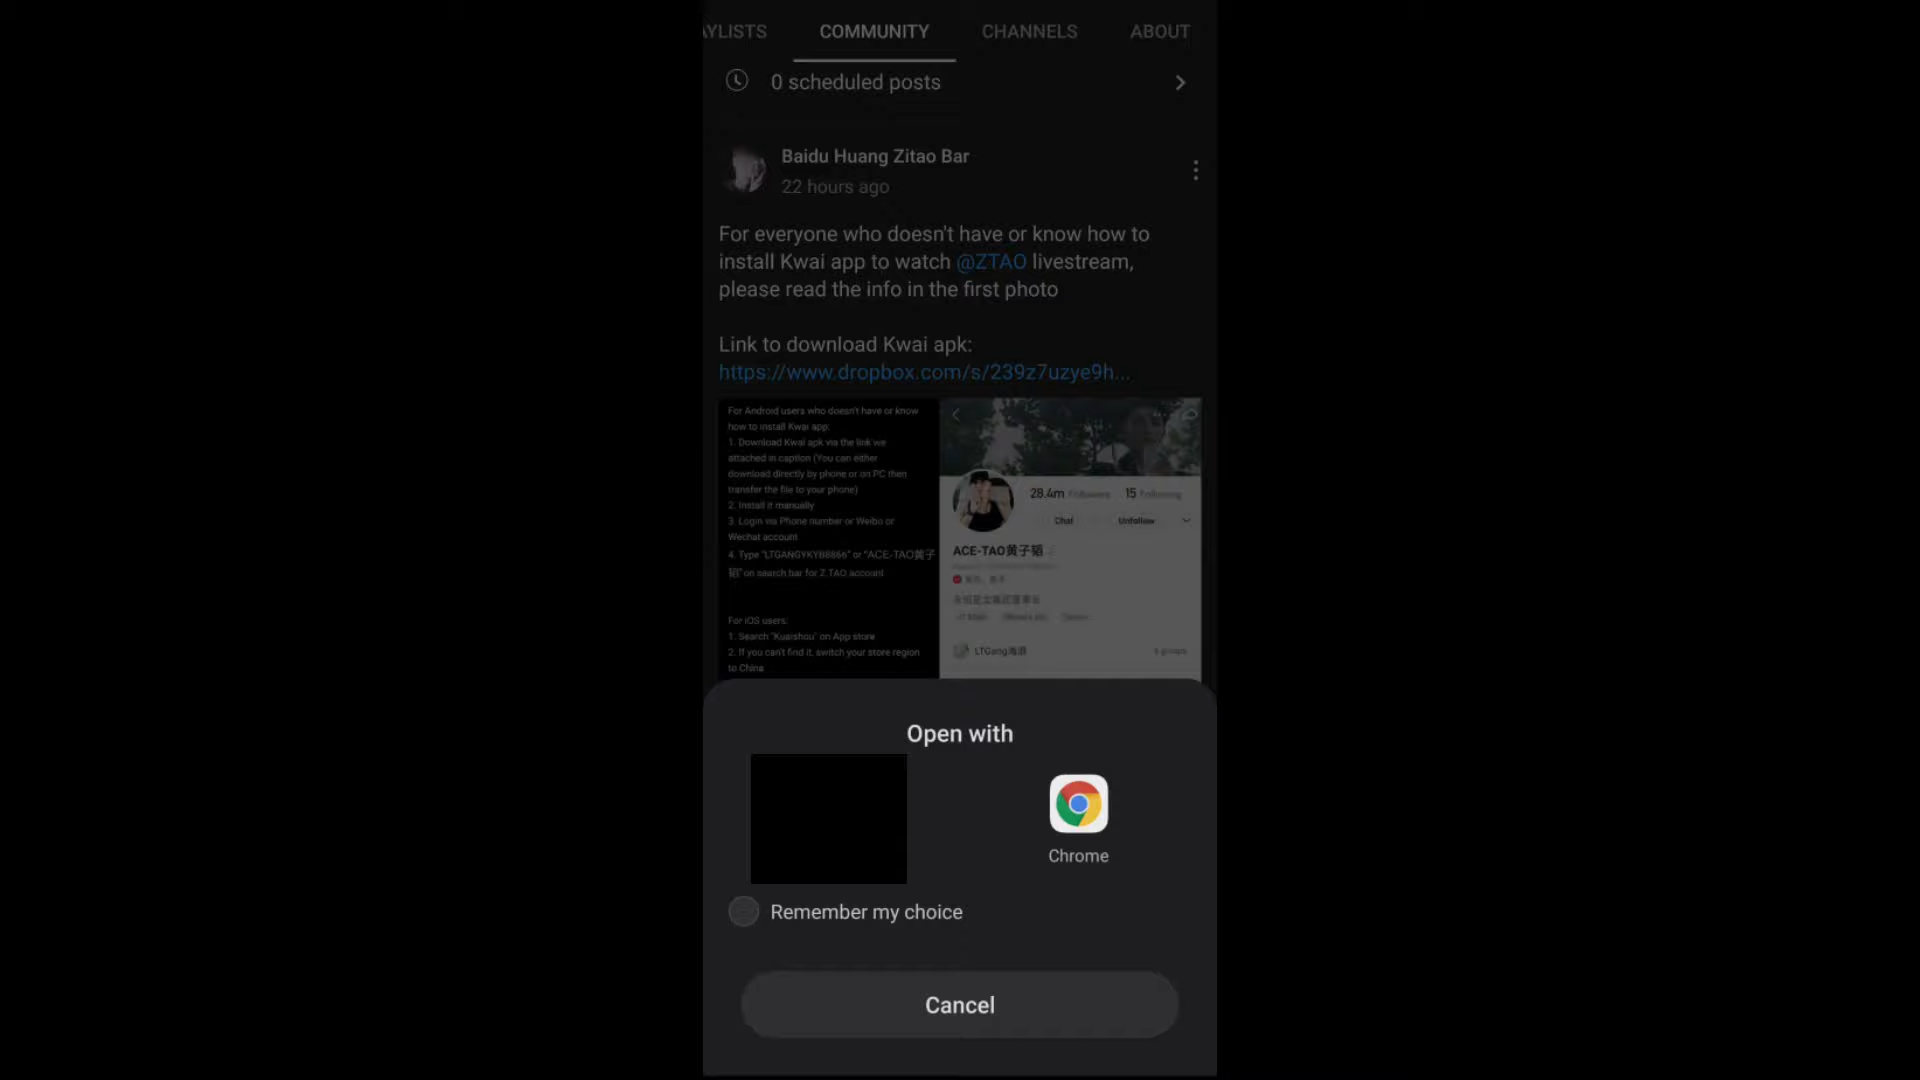 AYLISTS COMMUNITY CHANNELS ABOUT
0 scheduled posts
Baidu Huang Zitao Bar
22 hours ago
For everyone who doesn't have or know how to
install Kwai app to watch @ZTAO livestream,
please read the info in the first photo
Link to download Kwai apk:
https://www.dropbox.com/s/239z7uzye9h...
For Android users who doesn't have or know
how to install Kwai app:
1. Download Kwai apk via the link we
attached in caption (You can either
download directly by phone or on PC then
transfer the file to your phone)
2. Install it manually
3. Login via Phone number or Weibo or
Wechat account
4. Type "LTGANGYKYB8866" or "ACE-TAO黄子
韬" on search bar for Z.TAO account
For iOS users:
1. Search "Kuaishou" on App store
2. If you can't find it, switch your store region
to China
28.4m Followers 15 Following
Chat Unfollow
ACE-TAO黄子韬
LTGang海浪
6 groups
Open with
Chrome
Remember my choice
Cancel